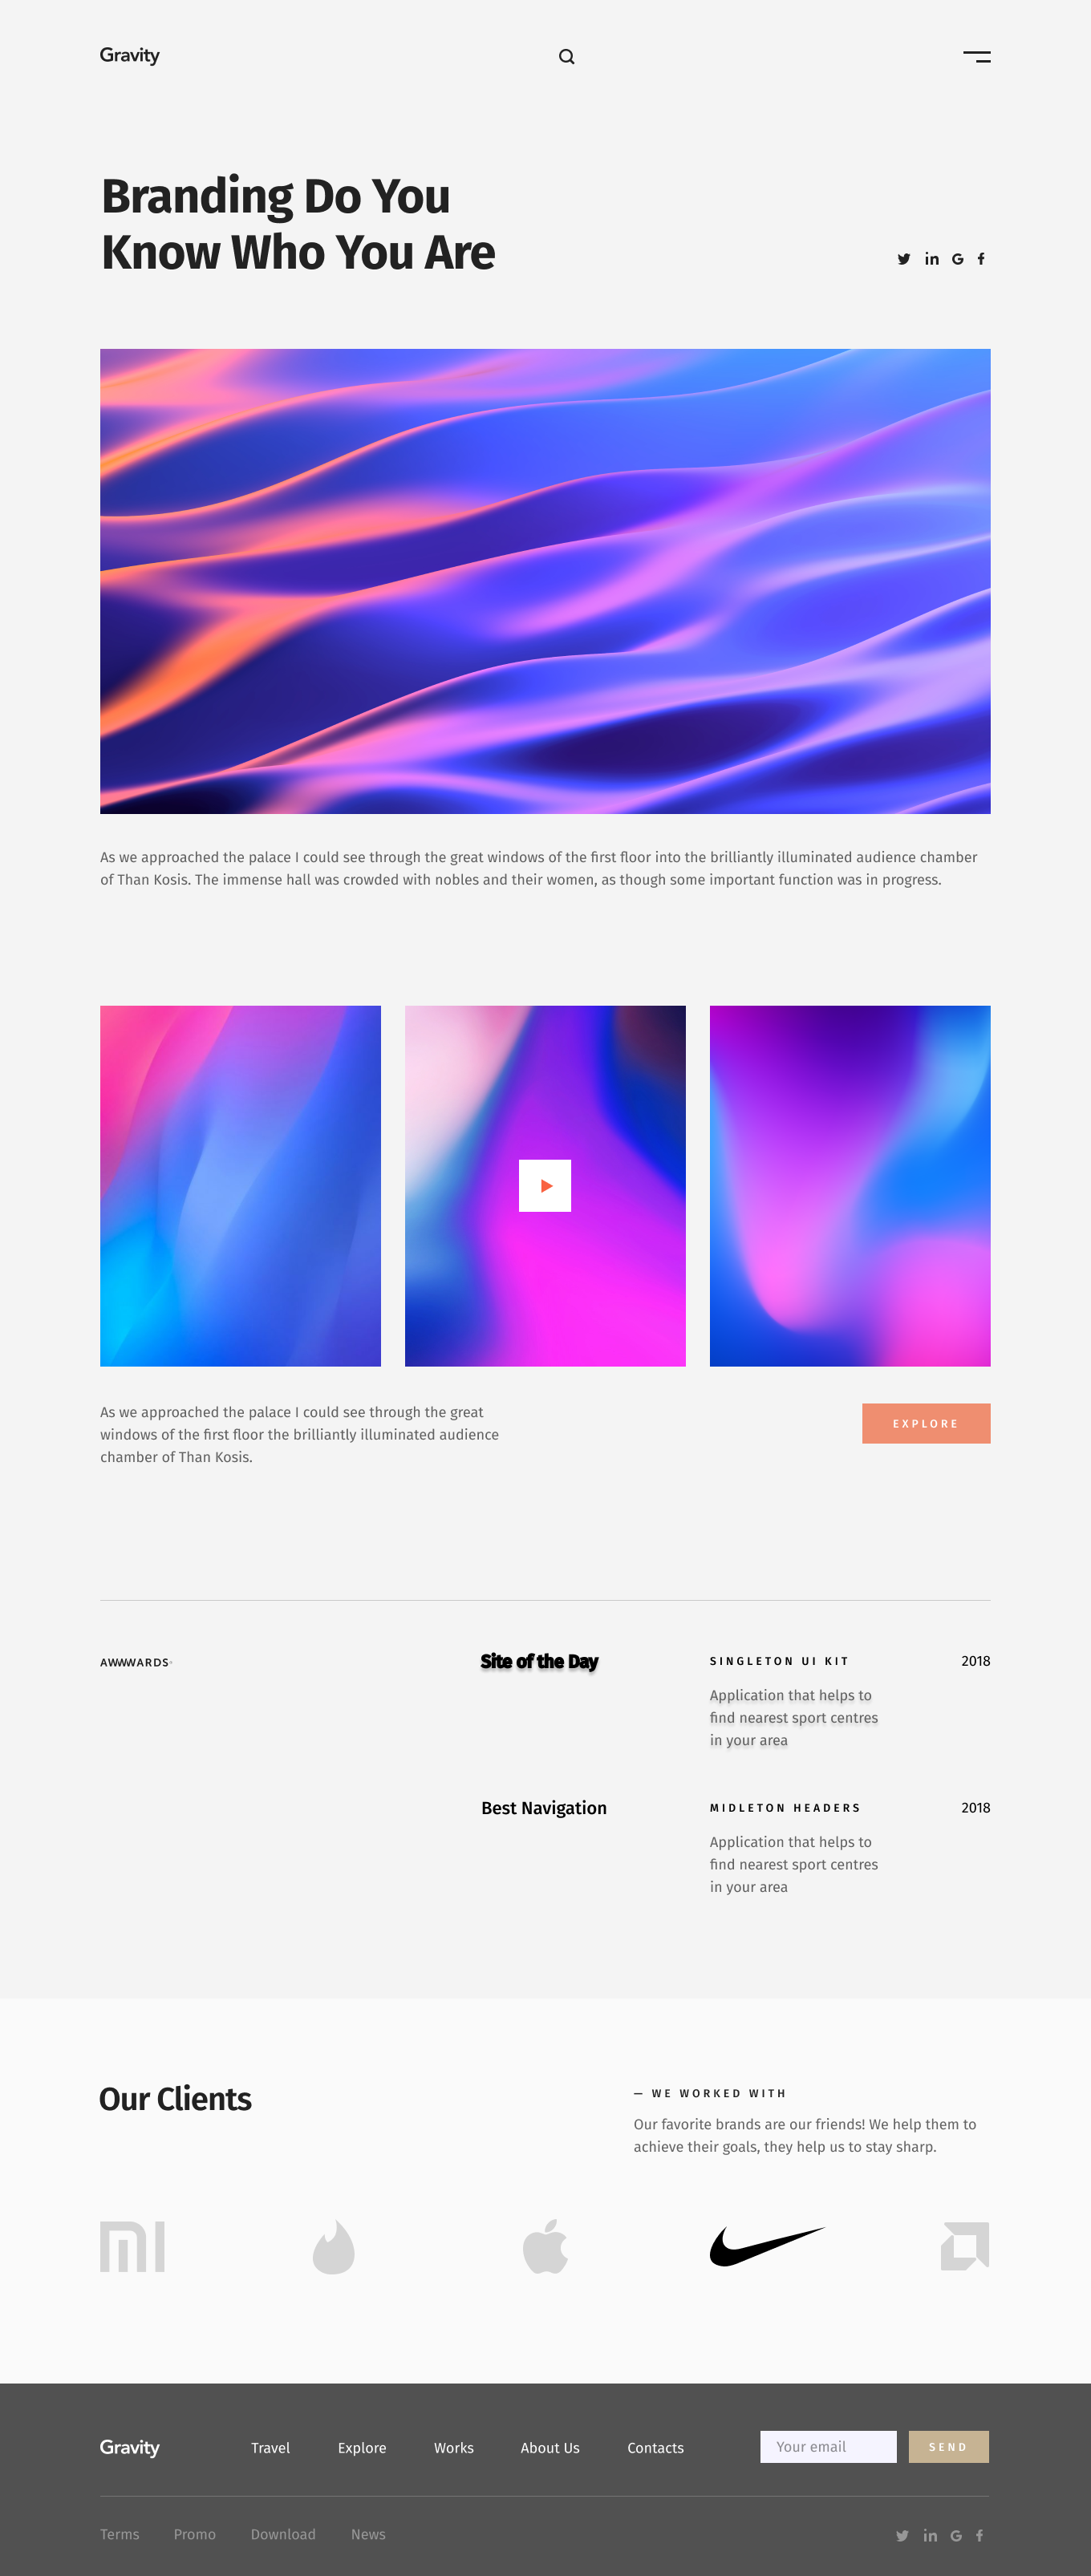 Gravity
Branding Do You
Know Who You Are
As we approached the palace I could see through the great windows of the first floor into the brilliantly illuminated audience chamber
of Than Kosis. The immense hall was crowded with nobles and their women, as though some important function was in progress.
As we approached the palace I could see through the great
windows of the first floor the brilliantly illuminated audience
chamber of Than Kosis.
EXPLORE
AWWWARDS
Site of the Day
SINGLETON UI KIT
2018
Application that helps to
find nearest sport centres
in your area
Best Navigation
MIDLETON HEADERS
2018
Application that helps to
find nearest sport centres
in your area
Our Clients
— WE WORKED WITH
Our favorite brands are our friends! We help them to
achieve their goals, they help us to stay sharp.
Gravity
Travel
Explore
Works
About Us
Contacts
Your email
SEND
Terms
Promo
Download
News